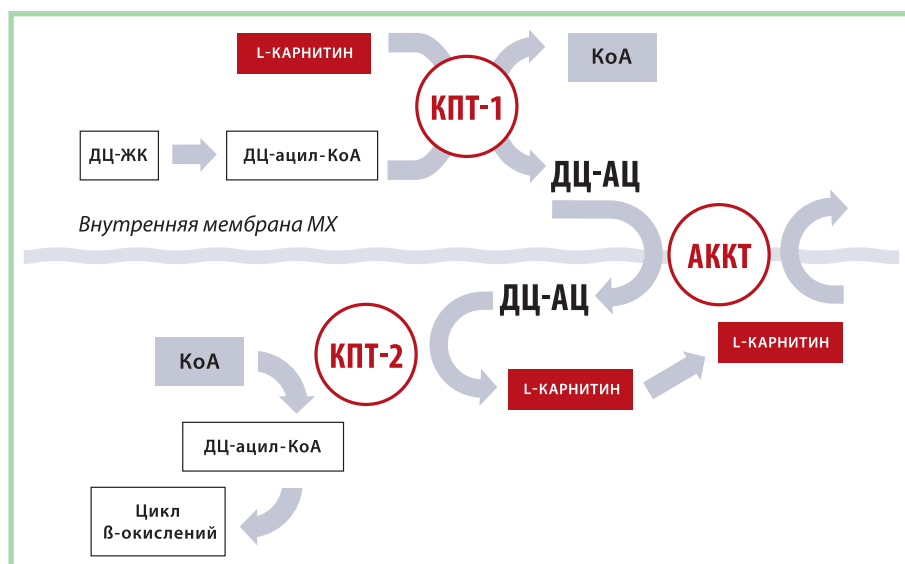 L-КАРНИТИН
КПТ-1
КоА
ДЦ-ЖК
ДЦ-ацил-КоА
ДЦ-АЦ
Внутренняя мембрана МХ
АККТ
ДЦ-АЦ
КПТ-2
КоА
L-КАРНИТИН
L-КАРНИТИН
ДЦ-ацил-КоА
Цикл
ß-окислений